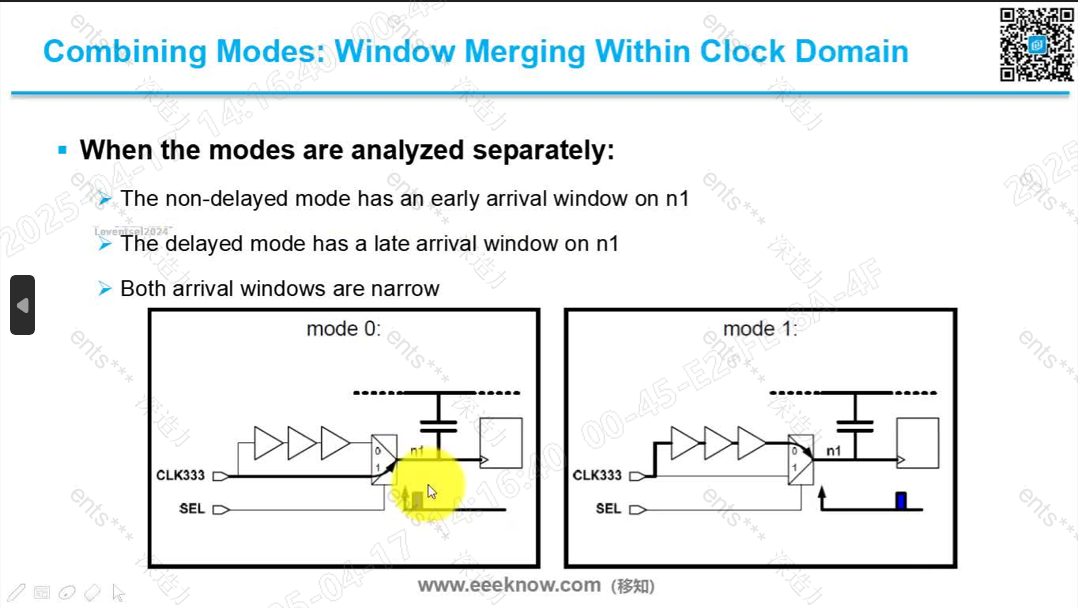 Combining Modes: Window Merging Within Clock Domain
When the modes are analyzed separately:
The non-delayed mode has an early arrival window on n1
Loventsel2024
The delayed mode has a late arrival window on n1
Both arrival windows are narrow
mode 0:
mode 1:
0
n1
1
CLK333
SEL
0
n1
1
CLK333
SEL
www.eeeknow.com (移知)